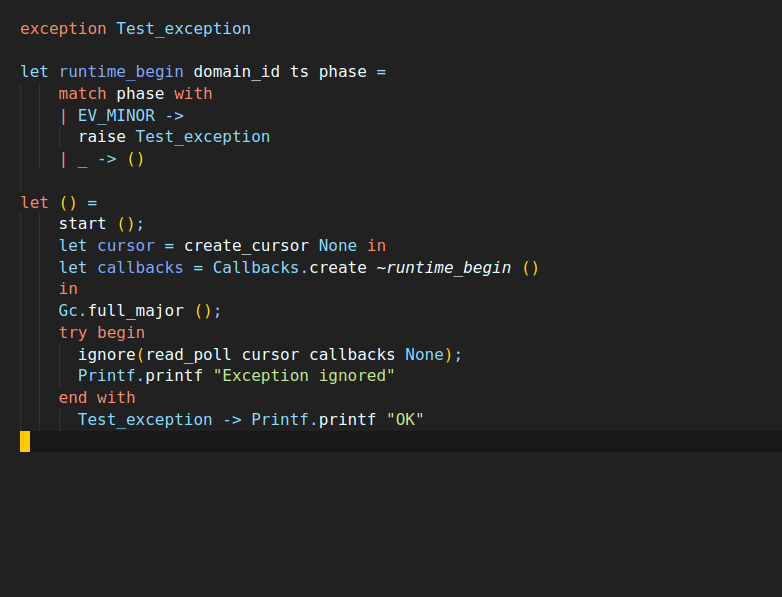 exception Test_exception

let runtime_begin domain_id ts phase =
    match phase with
    | EV_MINOR ->
      raise Test_exception
    | _ -> ()

let () =
    start ();
    let cursor = create_cursor None in
    let callbacks = Callbacks.create ~runtime_begin ()
    in
    Gc.full_major ();
    try begin
      ignore(read_poll cursor callbacks None);
      Printf.printf "Exception ignored"
    end with
      Test_exception -> Printf.printf "OK"